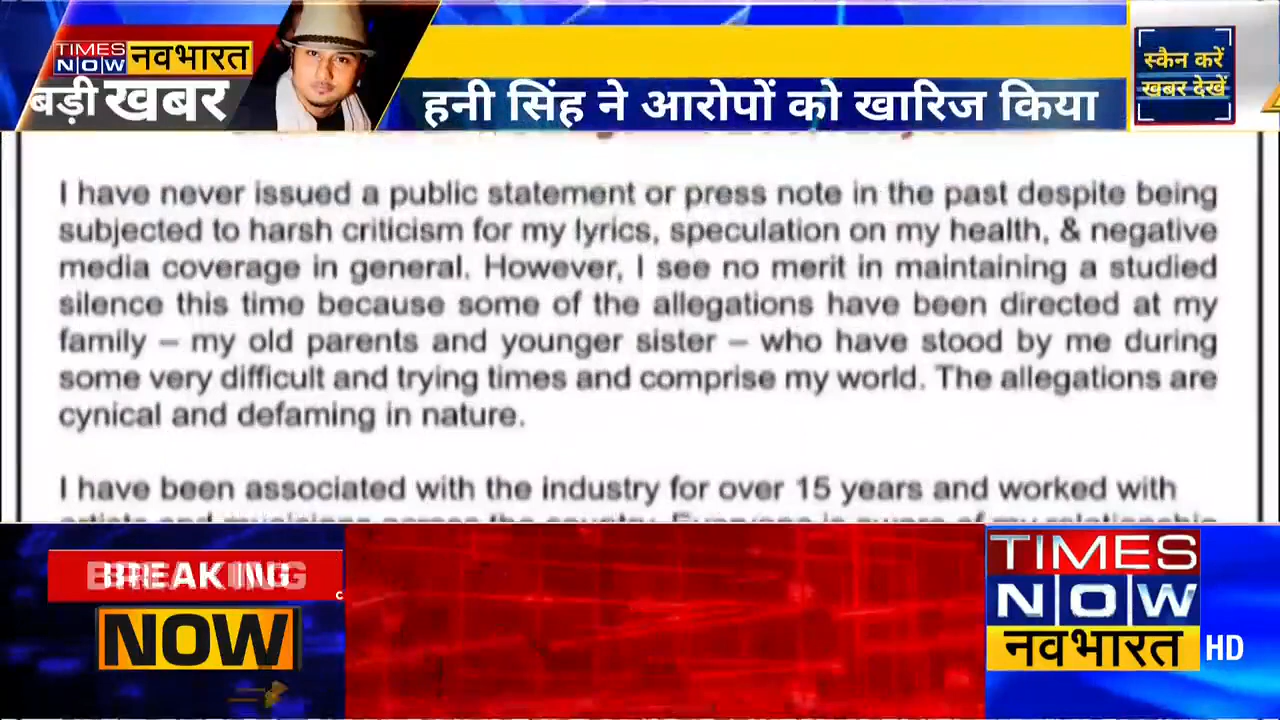 TIMES
NOW नवभारत
बड़ी खबर
हनी सिंह ने आरोपों को खारिज किया
स्कैन करें
खबर देखें
I have never issued a public statement or press note in the past despite being
subjected to harsh criticism for my lyrics, speculation on my health, & negative
media coverage in general. However, I see no merit in maintaining a studied
silence this time because some of the allegations have been directed at my
family – my old parents and younger sister – who have stood by me during
some very difficult and trying times and comprise my world. The allegations are
cynical and defaming in nature.
I have been associated with the industry for over 15 years and worked with
BREAKING
NOW
TIMES
NOW
नवभारत HD